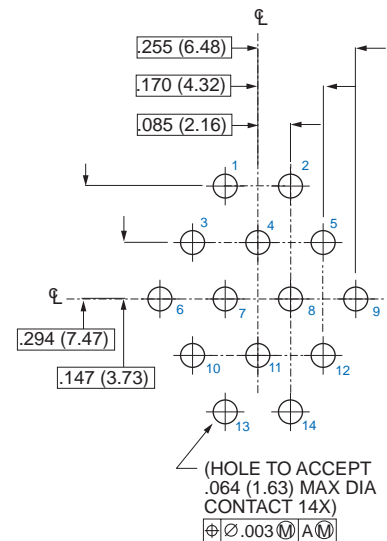 ℄
.255 (6.48)
.170 (4.32)
.085 (2.16)
1 2
3 4 5
℄ 6 7 8 9
.294 (7.47)
.147 (3.73)
10 11 12
13 14
(HOLE TO ACCEPT
.064 (1.63) MAX DIA
CONTACT 14X)
⌖ ∅.003 Ⓜ A Ⓜ